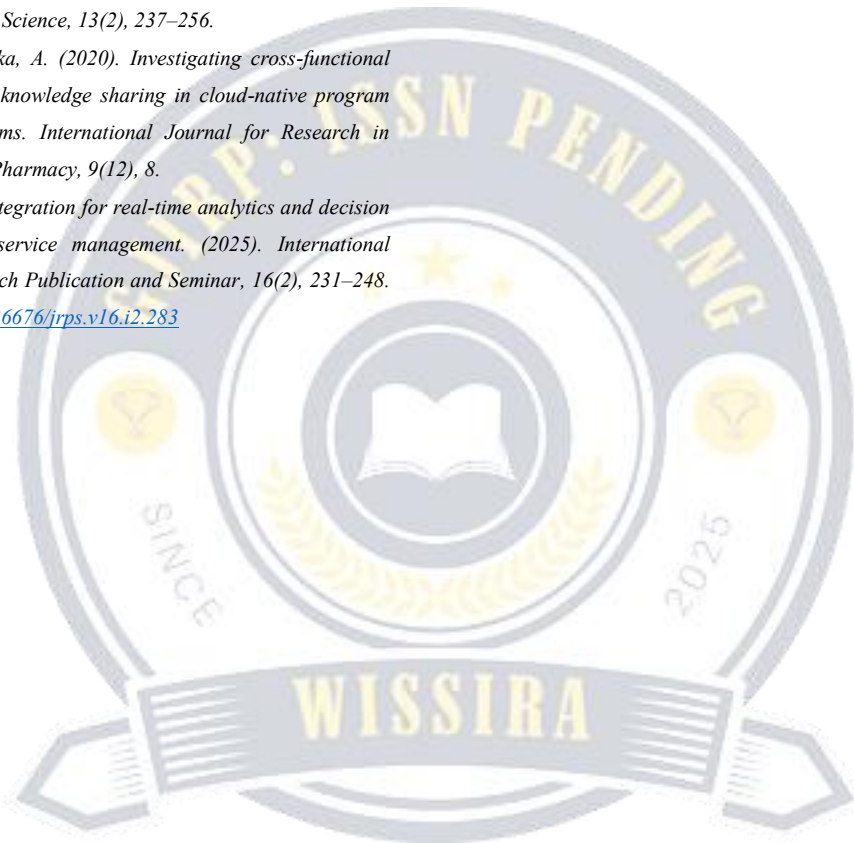 Science, 13(2), 237–256.
ka, A. (2020). Investigating cross-functional
knowledge sharing in cloud-native program
ms. International Journal for Research in
Pharmacy, 9(12), 8.
tegration for real-time analytics and decision
service management. (2025). International
ch Publication and Seminar, 16(2), 231–248.
6676/jrps.v16.i2.283
ISSN PENDING
SINCE
2025
WISSIRA